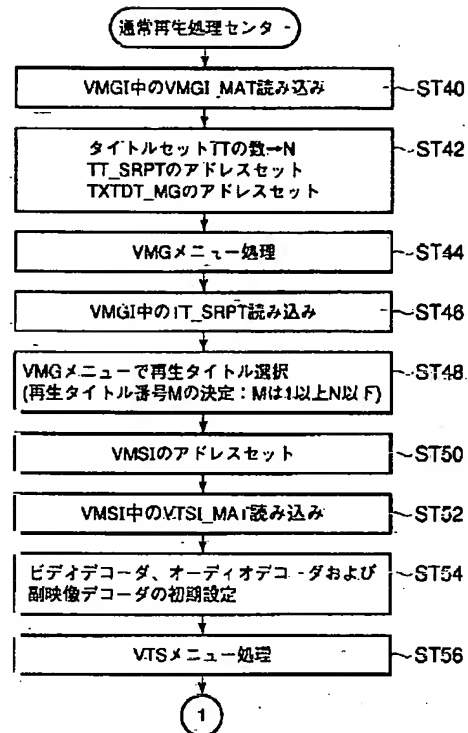 通常再生処理センター
VMGI中のVMGI_MAT読み込み
ST40
タイトルセットTTの数→N
TT_SRPTのアドレスセット
TXTDT_MGのアドレスセット
ST42
VMGメニュー処理
ST44
VMGI中のTT_SRPT読み込み
ST46
VMGメニューで再生タイトル選択
(再生タイトル番号Mの決定：Mは1以上N以下)
ST48
VMSIのアドレスセット
ST50
VMSI中のVTSI_MAT読み込み
ST52
ビデオデコーダ、オーディオデコーダおよび
副映像デコーダの初期設定
ST54
VTSメニュー処理
ST56
1